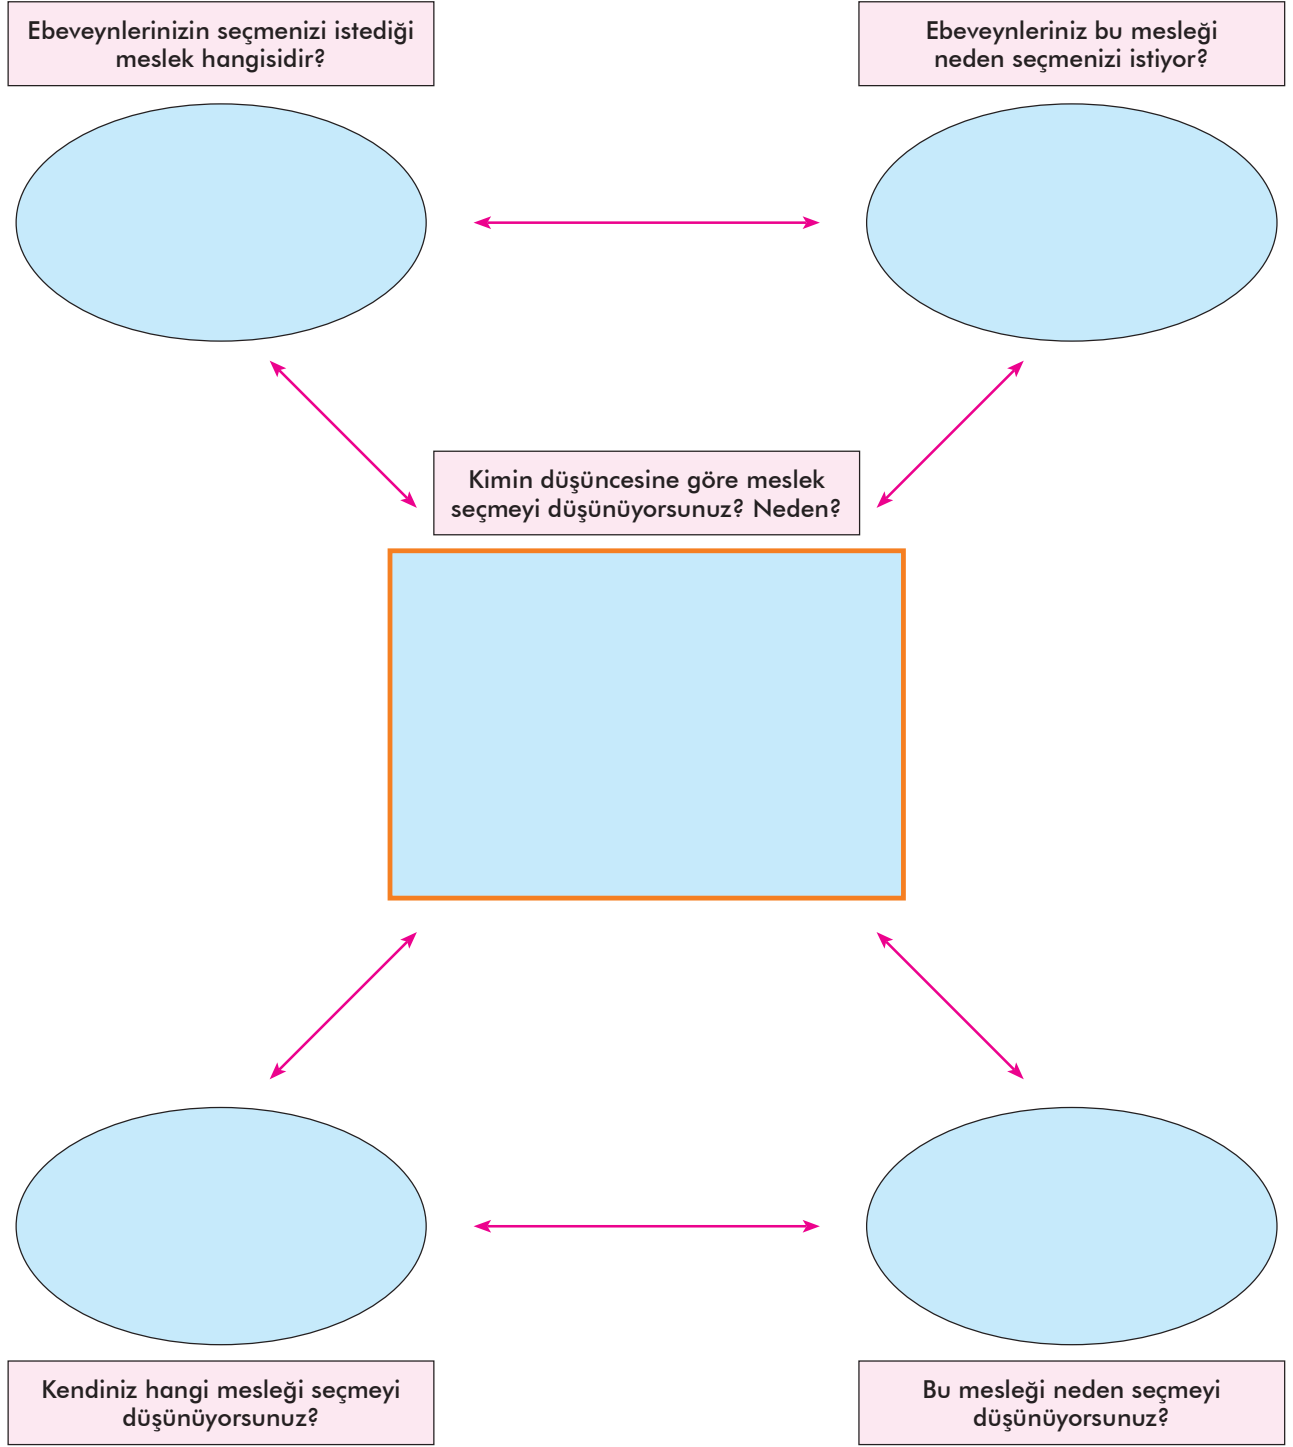 Ebeveynlerinizin seçmenizi istediği
meslek hangisidir?
Ebeveynleriniz bu mesleği
neden seçmenizi istiyor?
Kimin düşüncesine göre meslek
seçmeyi düşünüyorsunuz? Neden?
Kendiniz hangi mesleği seçmeyi
düşünüyorsunuz?
Bu mesleği neden seçmeyi
düşünüyorsunuz?